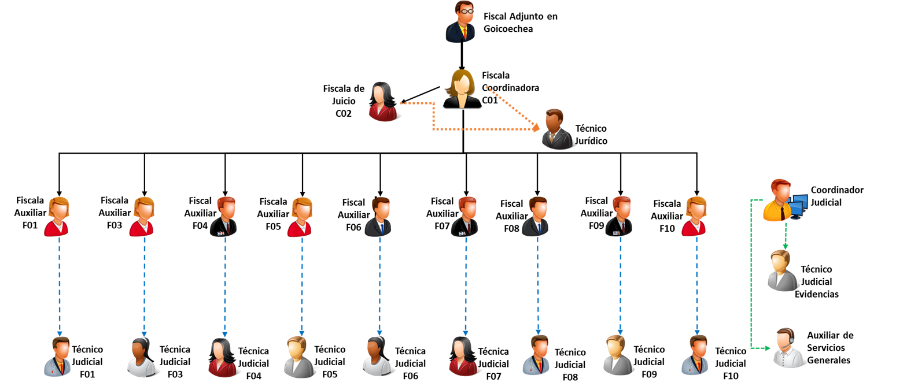 Fiscal Adjunto en
Goicoechea
Fiscala
Coordinadora
C01
Fiscala de
Juicio
C02
Técnico
Jurídico
Fiscala
Auxiliar
F01
Fiscala
Auxiliar
F03
Fiscal
Auxiliar
F04
Fiscala
Auxiliar
F05
Fiscal
Auxiliar
F06
Fiscal
Auxiliar
F07
Fiscal
Auxiliar
F08
Fiscal
Auxiliar
F09
Fiscala
Auxiliar
F10
Coordinador
Judicial
Técnico
Judicial
Evidencias
Técnico
Judicial
F01
Técnica
Judicial
F03
Técnica
Judicial
F04
Técnico
Judicial
F05
Técnica
Judicial
F06
Técnica
Judicial
F07
Técnico
Judicial
F08
Técnico
Judicial
F09
Técnico
Judicial
F10
Auxiliar de
Servicios
Generales